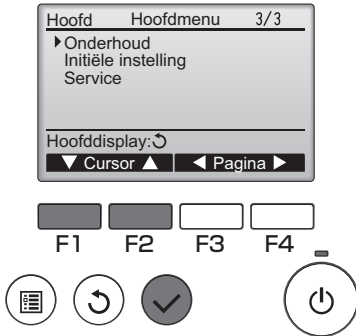 Hoofd Hoofdmenu 3/3
Onderhoud
Initiële instelling
Service
Hoofddisplay:
Cursor Pagina
F1 F2 F3 F4